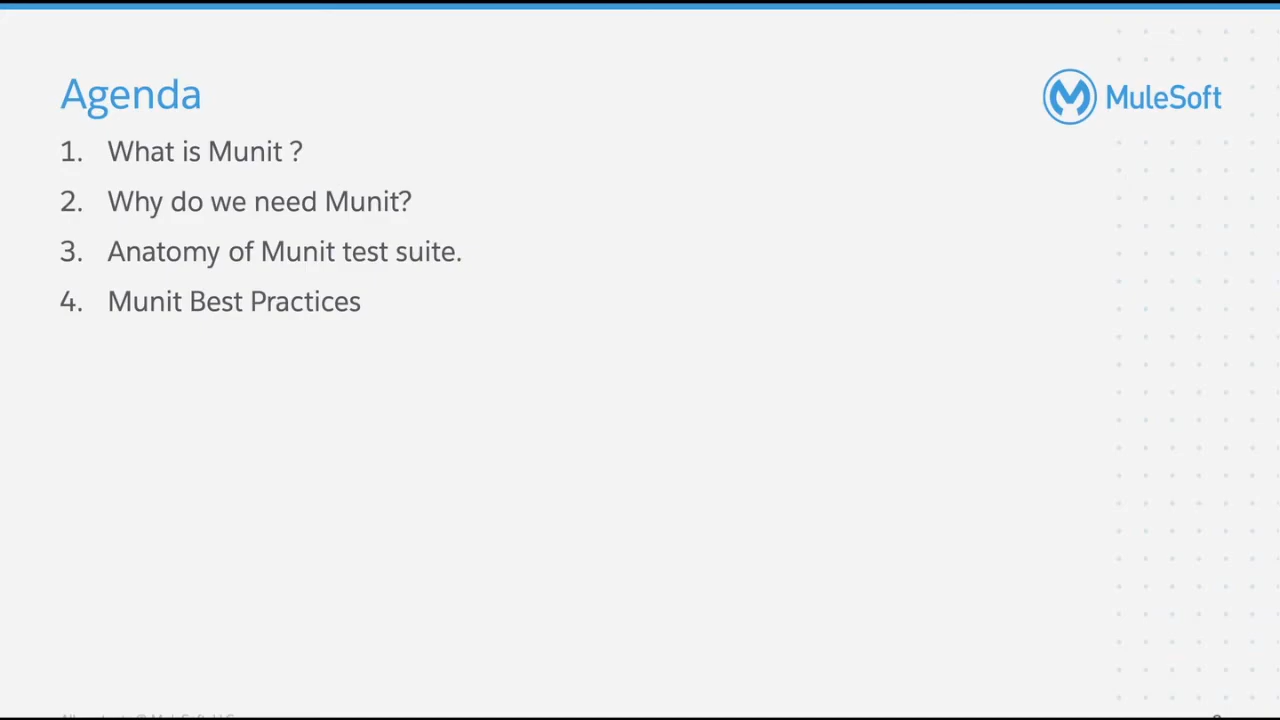 Agenda
MuleSoft
1. What is Munit ?
2. Why do we need Munit?
3. Anatomy of Munit test suite.
4. Munit Best Practices